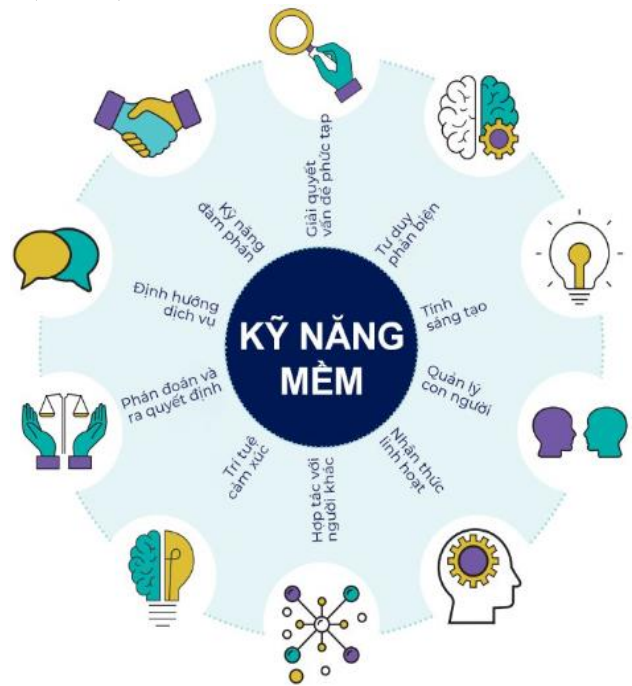 Giải quyết
vấn đề phức tạp
Tư duy
phản biện
Tính
sáng tạo
Quản lý
con người
Nhận thức
linh hoạt
Hợp tác với
người khác
Trí tuệ
cảm xúc
Phán đoán và
ra quyết định
Định hướng
dịch vụ
Kỹ năng
đàm phán
KỸ NĂNG
MỀM